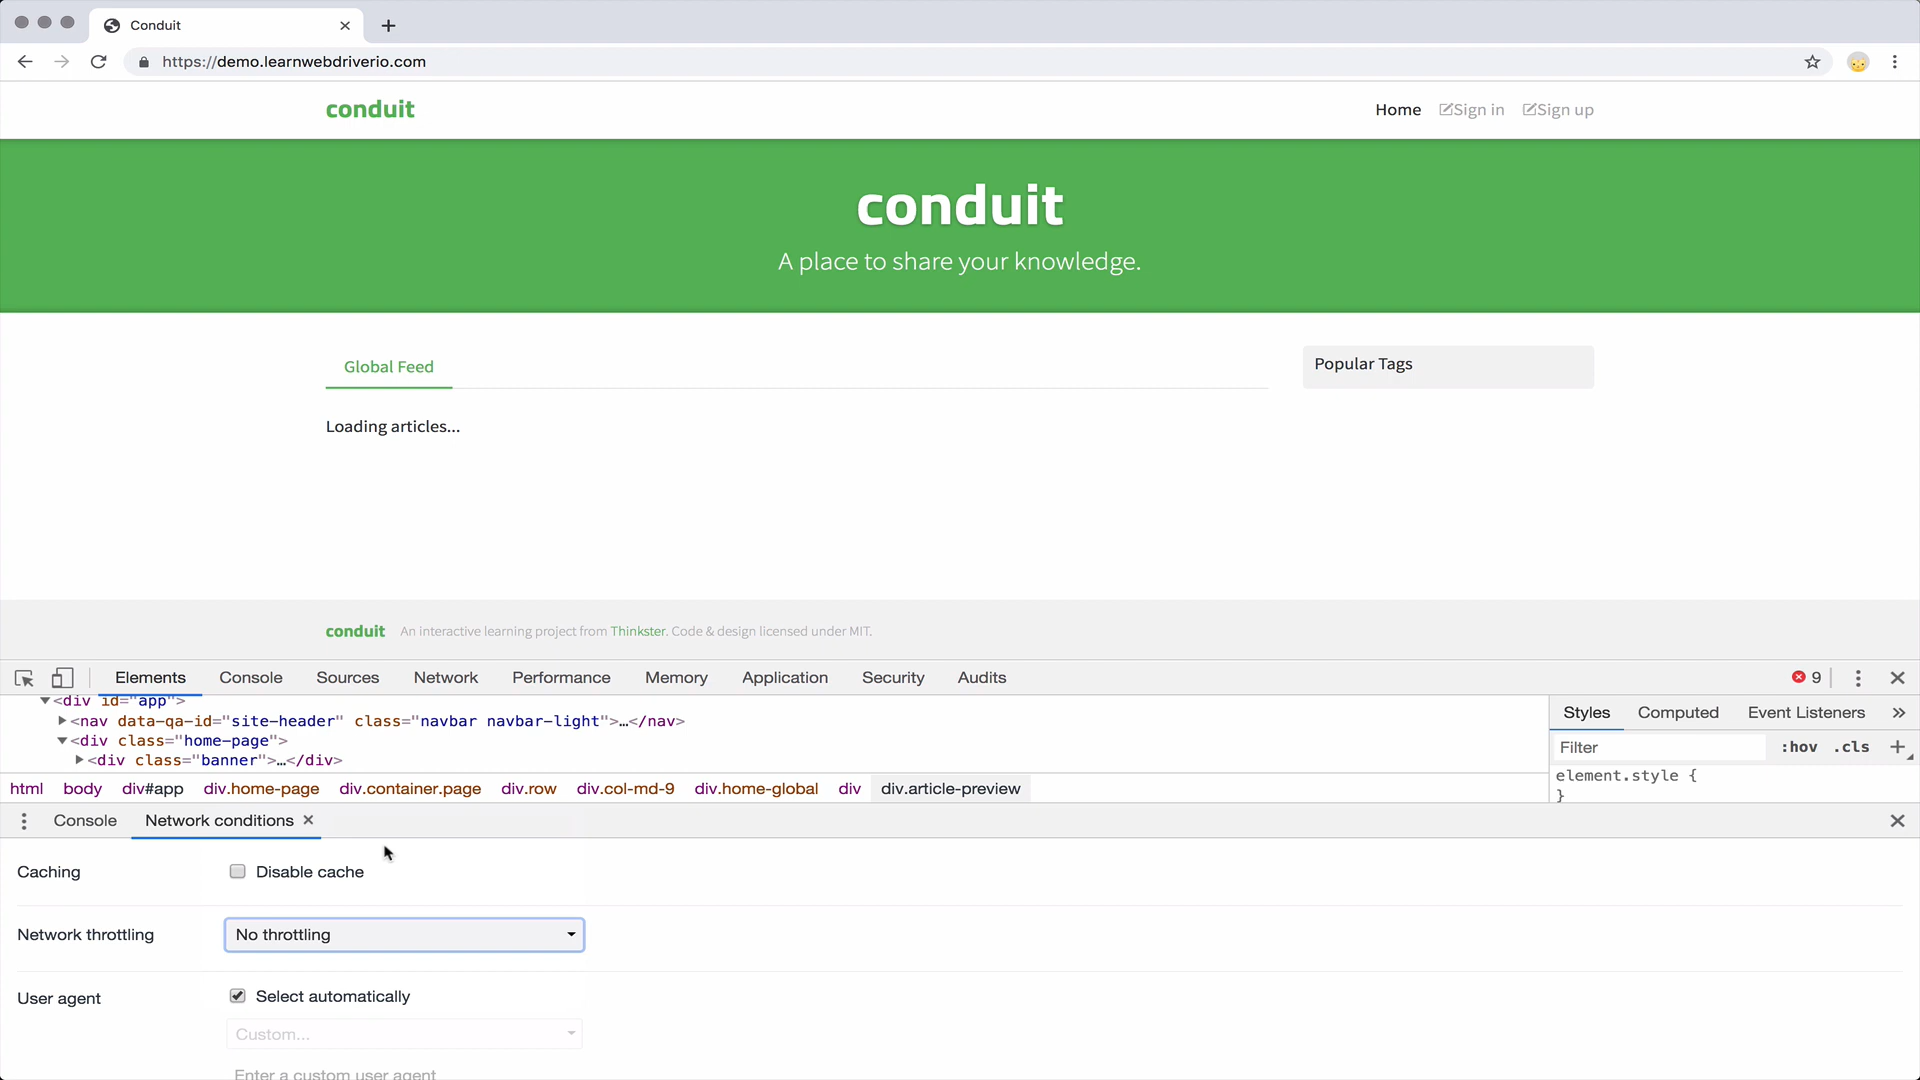 Conduit
https://demo.learnwebdriverio.com
conduit
Home Sign in Sign up
conduit
A place to share your knowledge.
Global Feed
Popular Tags
Loading articles...
conduit An interactive learning project from Thinkster. Code & design licensed under MIT.
Elements Console Sources Network Performance Memory Application Security Audits 9
<div id="app">
<nav data-qa-id="site-header" class="navbar navbar-light">…</nav>
<div class="home-page">
<div class="banner">…</div>
Styles Computed Event Listeners »
Filter :hov .cls +
element.style {
}
html body div#app div.home-page div.container.page div.row div.col-md-9 div.home-global div div.article-preview
Console Network conditions
Caching Disable cache
Network throttling No throttling
User agent Select automatically
Custom...
Enter a custom user agent